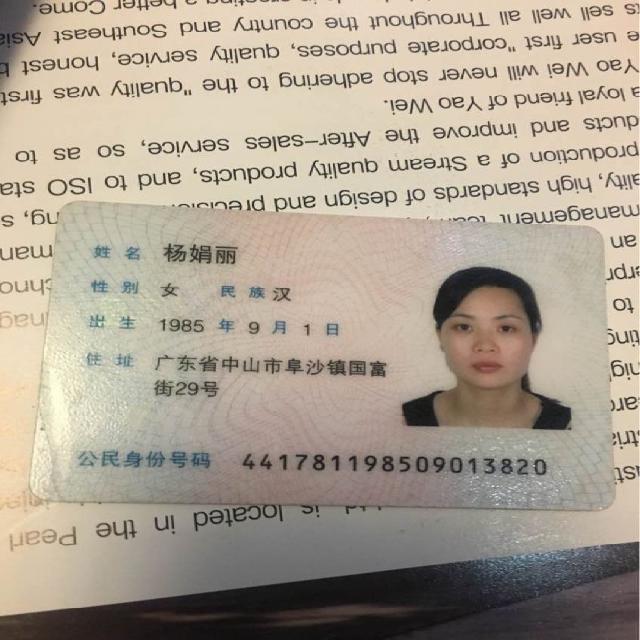 姓名 杨娟丽
性别 女 民族 汉
出生 1985 年 9 月 1 日
住址 广东省中山市阜沙镇国富
街29号
公民身份号码 441781198509013820
is located in the Pearl
management
high standards of design and
production of a Stream quality products, and to ISO
and improve the After-sales service, so as to
a loyal friend of Yao Wei.
Yao Wei will never stop adhering to the "quality" was first
user first "corporate purposes, quality service, honest
sell well all Throughout the country and Southeast Asia
a better Come.